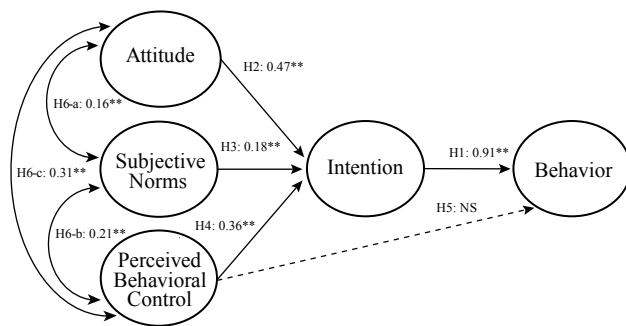 Attitude
H2: 0.47**
H6-a: 0.16**
Subjective
Norms
H3: 0.18**
Intention
H1: 0.91**
Behavior
H6-c: 0.31**
H5: NS
H4: 0.36**
H6-b: 0.21**
Perceived
Behavioral
Control